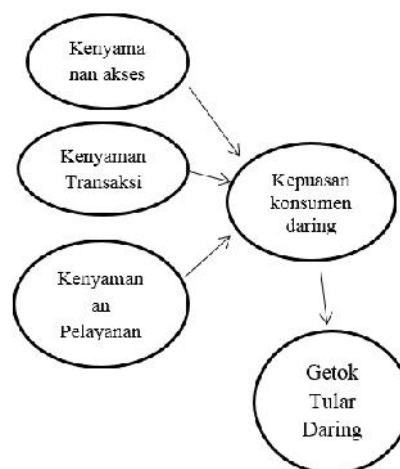 Kenyama
nan akses
Kenyaman
Transaksi
Kenyaman
an
Pelayanan
Kepuasan
konsumen
daring
Getok
Tular
Daring